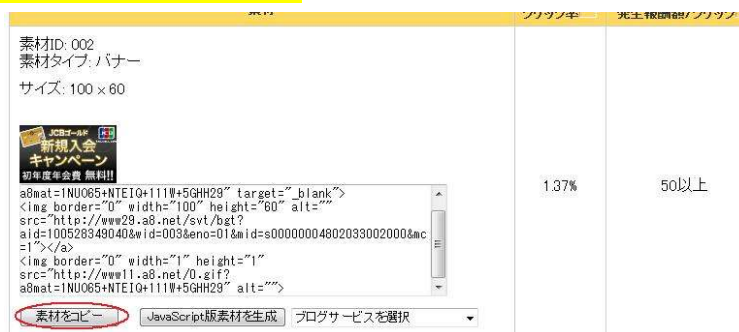 素材
クリック率
発生報酬額/クリック
素材ID: 002
素材タイプ: バナー
サイズ: 100 × 60
JCBゴールド
JCB
新規入会
キャンペーン
初年度年会費 無料!!
a8mat=1NU065+NTEIQ+111W+5GHH29" target="_blank">
<img border="0" width="100" height="60" alt=""
src="http://www29.a8.net/svt/bgt?
aid=100528349040&wid=003&eno=01&mid=s00000004802033002000&mc
=1"></a>
<img border="0" width="1" height="1"
src="http://www11.a8.net/0.gif?
a8mat=1NU065+NTEIQ+111W+5GHH29" alt="">
1.37%
50以上
素材をコピー
JavaScript版素材を生成
ブログサービスを選択